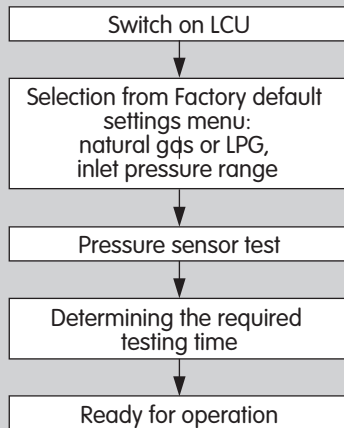 Switch on LCU
Selection from Factory default
settings menu:
natural gas or LPG,
inlet pressure range
Pressure sensor test
Determining the required
testing time
Ready for operation